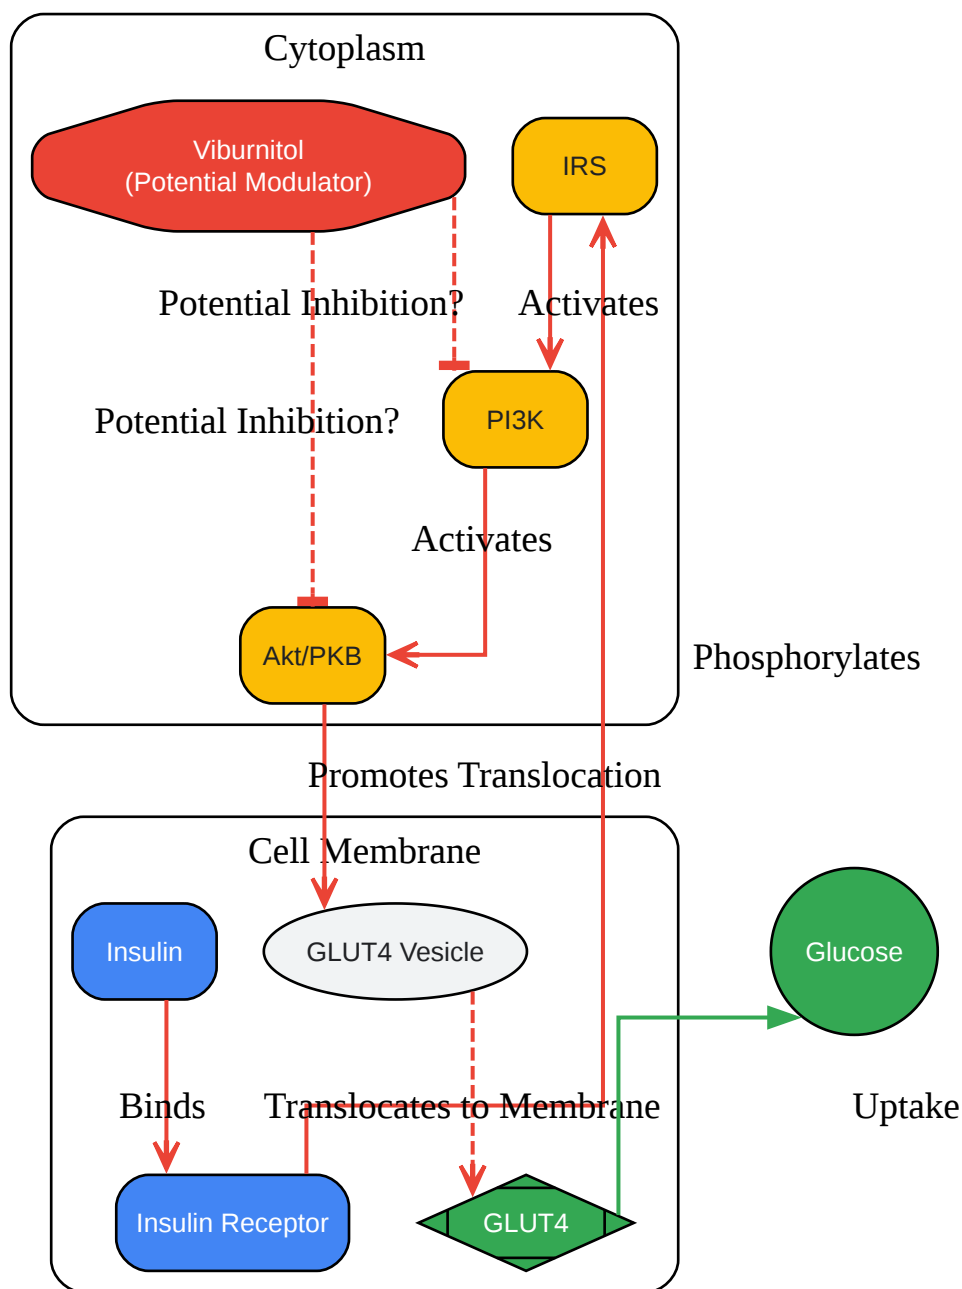 Cytoplasm
Viburnitol
(Potential Modulator)
IRS
Potential Inhibition?
Activates
Potential Inhibition?
PI3K
Activates
Akt/PKB
Phosphorylates
Promotes Translocation
Cell Membrane
Insulin
GLUT4 Vesicle
Glucose
Binds
Translocates to Membrane
Uptake
Insulin Receptor
GLUT4